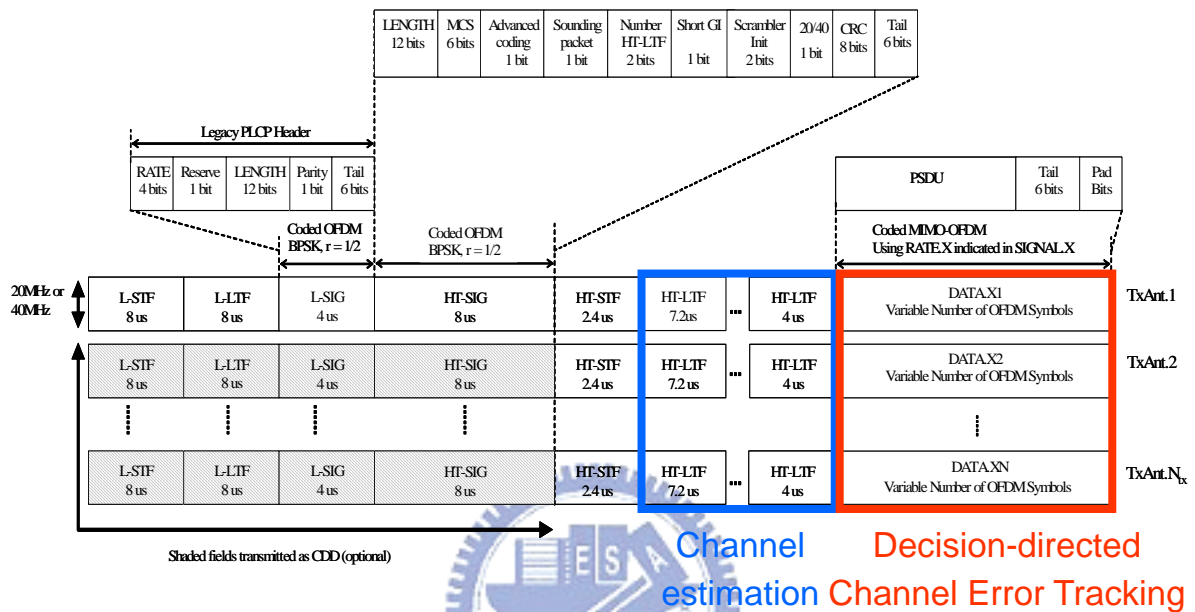 LENGTH MCS Advanced Sounding Number Short GI Scrambler 20/40 CRC Tail
12 bits 6 bits coding packet HT-LTF Init 8 bits 6 bits
1 bit 1 bit 2 bits 1 bit 2 bits 1 bit
Legacy PLCP Header
RATE Reserve LENGTH Parity Tail
4 bits 1 bit 12 bits 1 bit 6 bits
PSDU Tail Pad
6 bits Bits
Coded OFDM Coded OFDM Coded MIMO-OFDM
BPSK, r = 1/2 BPSK, r = 1/2 Using RATE.X indicated in SIGNAL.X
20MHz or
40MHz
L-STF L-LTF L-SIG HT-SIG HT-STF HT-LTF ... HT-LTF DATA.X1 TxAnt.1
8 us 8 us 4 us 8 us 2.4 us 7.2us 4 us Variable Number of OFDM Symbols
L-STF L-LTF L-SIG HT-SIG HT-STF HT-LTF ... HT-LTF DATA.X2 TxAnt.2
8 us 8 us 4 us 8 us 2.4 us 7.2 us 4 us Variable Number of OFDM Symbols
L-STF L-LTF L-SIG HT-SIG HT-STF HT-LTF ... HT-LTF DATA.XN TxAnt.Ntx
8 us 8 us 4 us 8 us 2.4 us 7.2 us 4 us Variable Number of OFDM Symbols
Shaded fields transmitted as CDD (optional)
Channel Decision-directed
estimation Channel Error Tracking
E S A